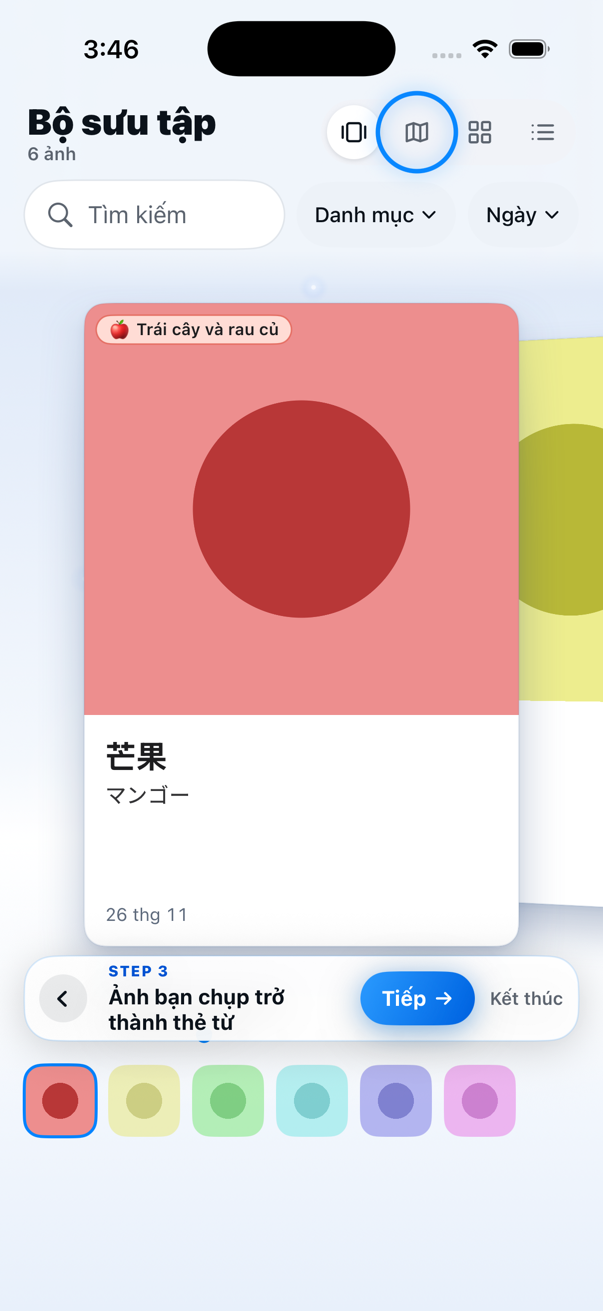 3:46
Bộ sưu tập
6 ảnh
Tìm kiếm
Danh mục
Ngày
Trái cây và rau củ
芒果
マンゴー
26 thg 11
STEP 3
Ảnh bạn chụp trở
thành thẻ từ
Tiếp →
Kết thúc